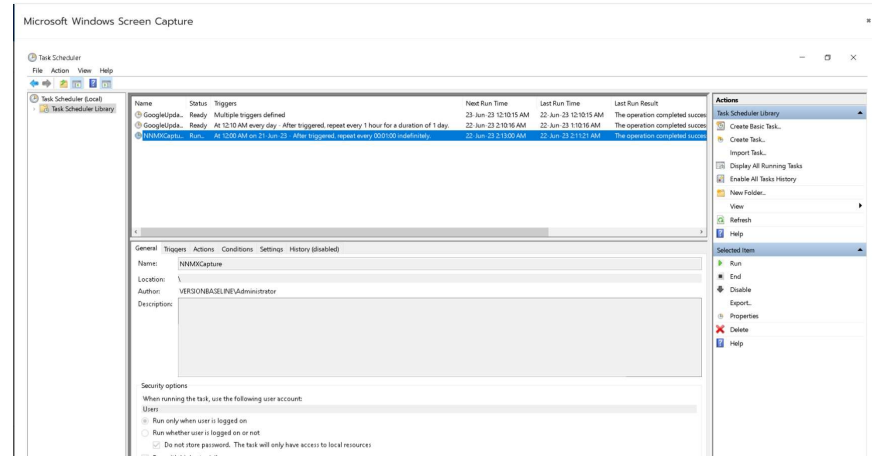 Microsoft Windows Screen Capture
Task Scheduler
File Action View Help
Task Scheduler (Local)
Task Scheduler Library
Name Status Triggers Next Run Time Last Run Time Last Run Result
GoogleUpda... Ready Multiple triggers defined 23-Jun-23 12:10:15 AM 22-Jun-23 12:10:15 AM The operation completed succes
GoogleUpda... Ready At 12:10 AM every day - After triggered, repeat every 1 hour for a duration of 1 day. 22-Jun-23 2:10:16 AM 22-Jun-23 1:10:16 AM The operation completed succes
NNMXCaptu... Run... At 12:00 AM on 21-Jun-23 - After triggered, repeat every 00:01:00 indefinitely. 22-Jun-23 2:13:00 AM 22-Jun-23 2:11:21 AM The operation completed succes
General Triggers Actions Conditions Settings History (disabled)
Name: NNMXCapture
Location: \
Author: VERSIONBASELINE\Administrator
Description:
Security options
When running the task, use the following user account:
Users
Run only when user is logged on
Run whether user is logged on or not
Do not store password. The task will only have access to local resources
Actions
Task Scheduler Library
Create Basic Task...
Create Task...
Import Task...
Display All Running Tasks
Enable All Tasks History
New Folder...
View
Refresh
Help
Selected Item
Run
End
Disable
Export...
Properties
Delete
Help